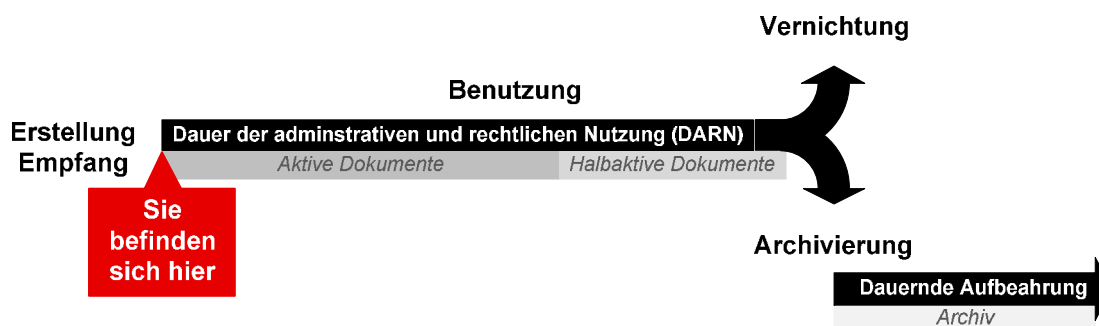 Vernichtung
Benutzung
Erstellung
Empfang
Dauer der adminstrativen und rechtlichen Nutzung (DARN)
Aktive Dokumente
Halbaktive Dokumente
Sie
befinden
sich hier
Archivierung
Dauernde Aufbeahrung
Archiv